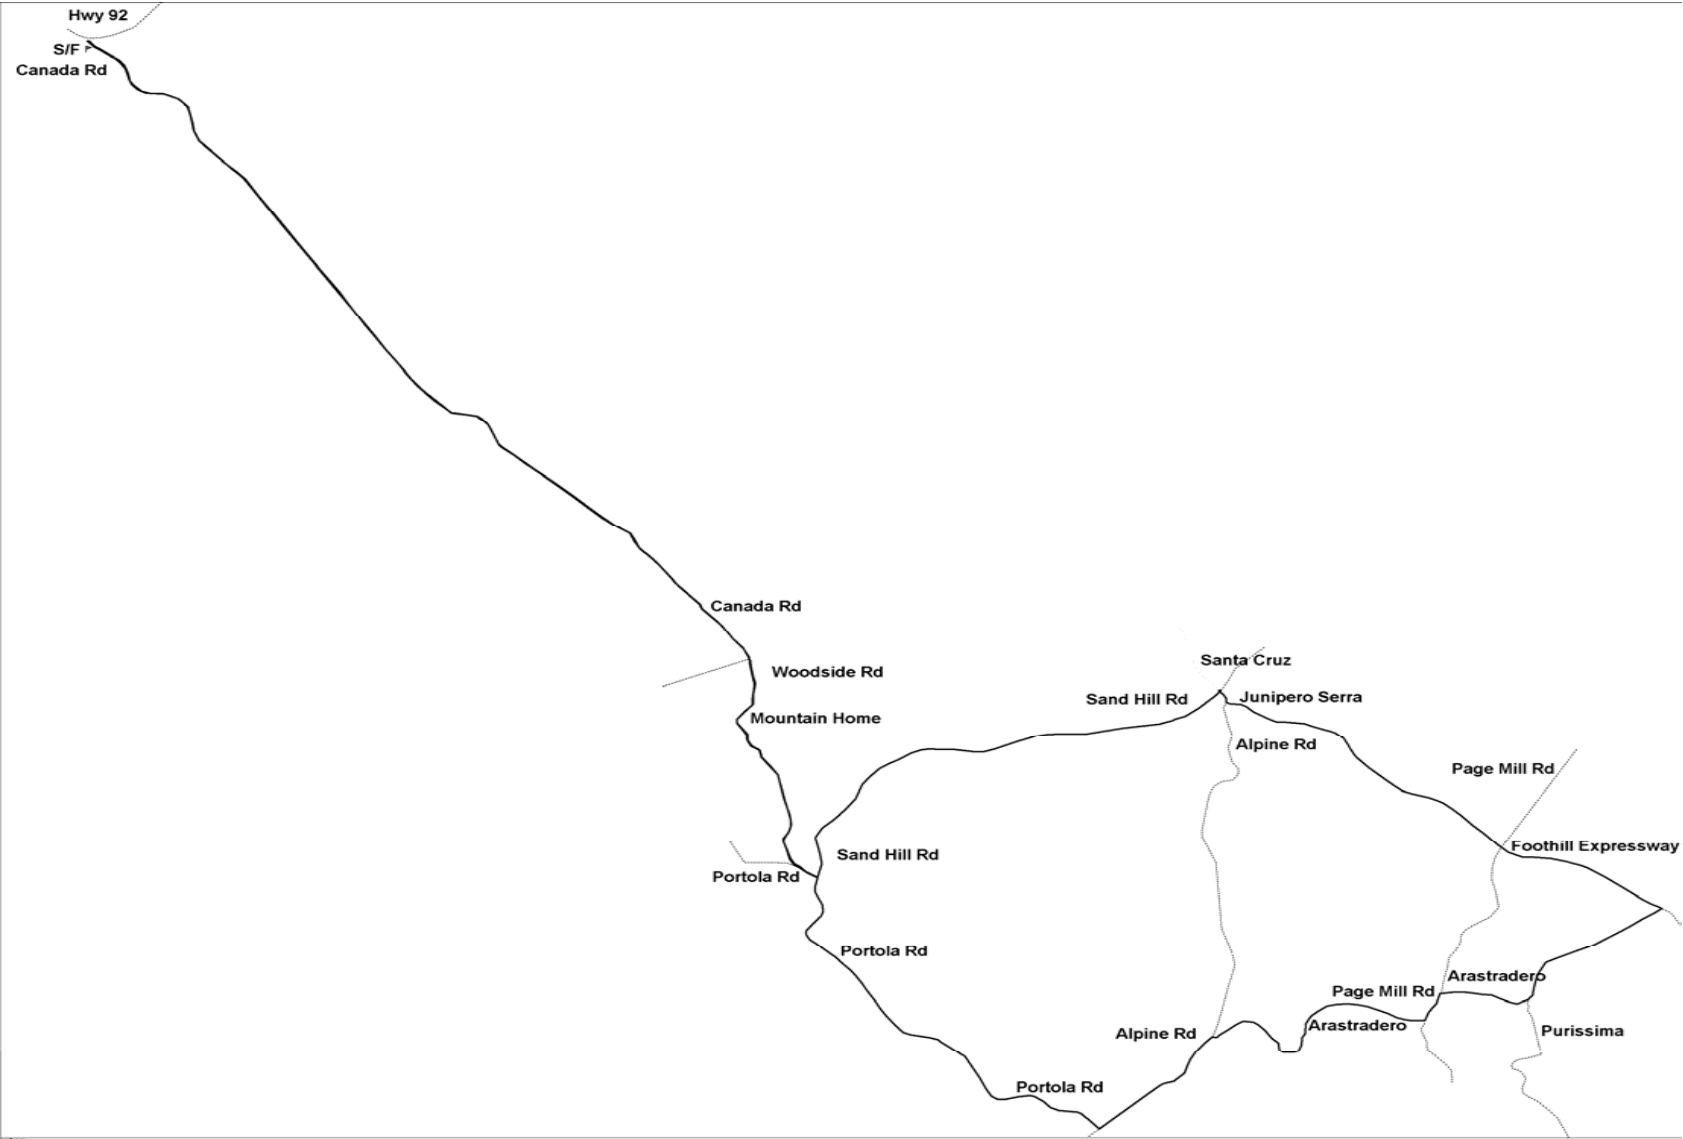 Hwy 92
S/F
Canada Rd
Canada Rd
Woodside Rd
Mountain Home
Santa Cruz
Sand Hill Rd
Junipero Serra
Alpine Rd
Page Mill Rd
Foothill Expressway
Sand Hill Rd
Portola Rd
Portola Rd
Arastradero
Page Mill Rd
Arastradero
Purissima
Alpine Rd
Portola Rd